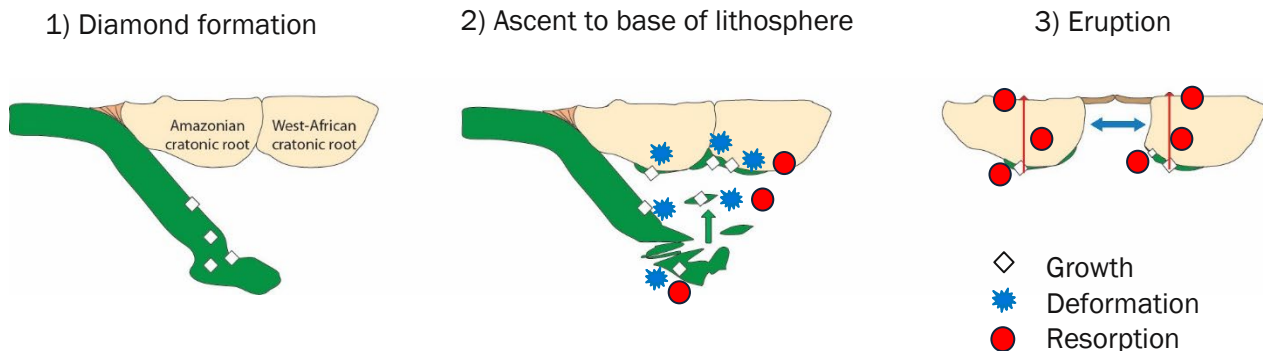 1) Diamond formation
2) Ascent to base of lithosphere
3) Eruption
Amazonian
cratonic root
West-African
cratonic root
Growth
Deformation
Resorption